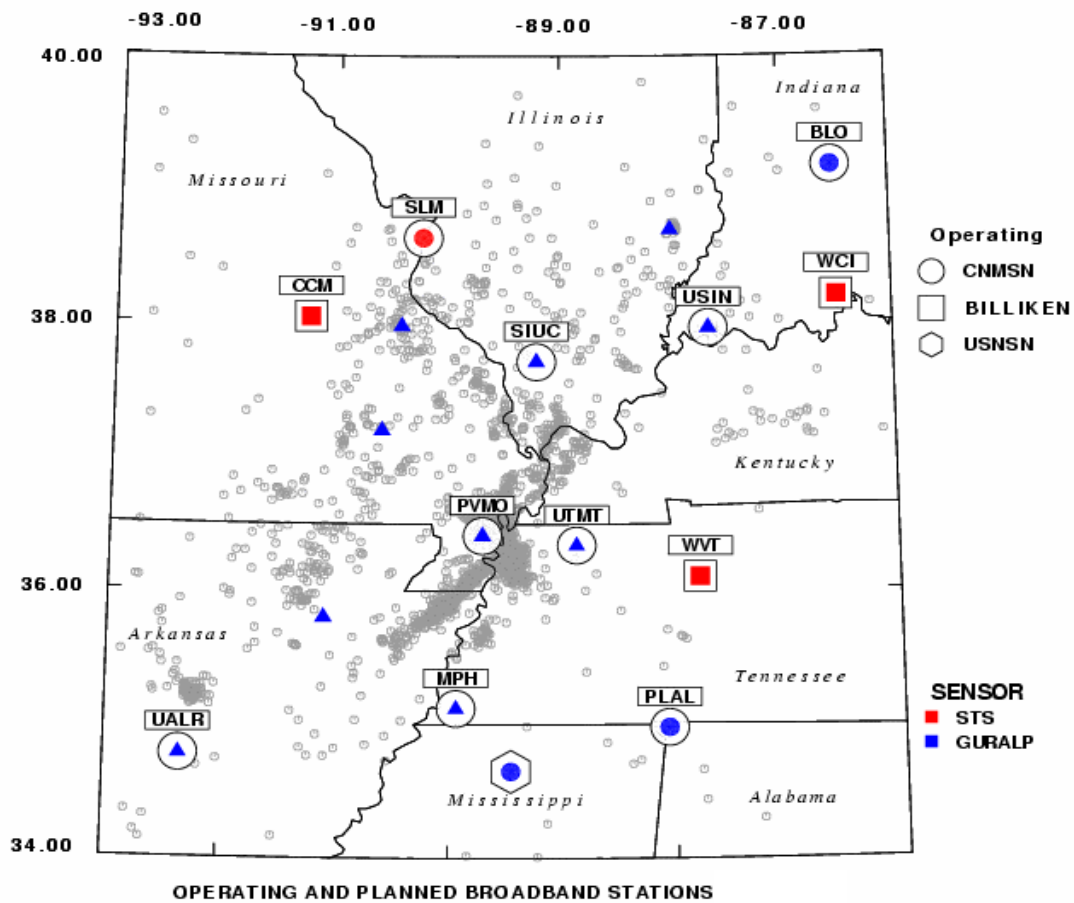 -93.00
-91.00
-89.00
-87.00
40.00
38.00
36.00
34.00
Indiana
Illinois
Missouri
BLO
SLM
CCM
WCI
USIN
SIUC
Kentucky
PVMO
UTMT
WVT
Arkansas
MPH
Tennessee
PLAL
UALR
Mississippi
Alabama
Operating
CNMSN
BILLIKEN
USNSN
SENSOR
STS
GURALP
OPERATING AND PLANNED BROADBAND STATIONS